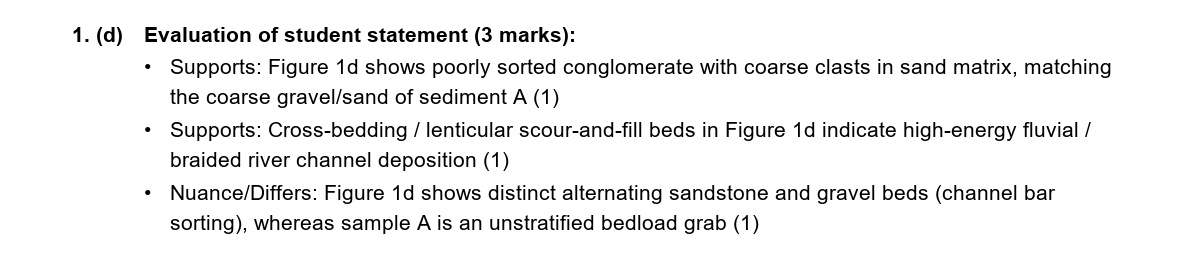 1. (d) Evaluation of student statement (3 marks):
• Supports: Figure 1d shows poorly sorted conglomerate with coarse clasts in sand matrix, matching
the coarse gravel/sand of sediment A (1)
• Supports: Cross-bedding / lenticular scour-and-fill beds in Figure 1d indicate high-energy fluvial /
braided river channel deposition (1)
• Nuance/Differs: Figure 1d shows distinct alternating sandstone and gravel beds (channel bar
sorting), whereas sample A is an unstratified bedload grab (1)